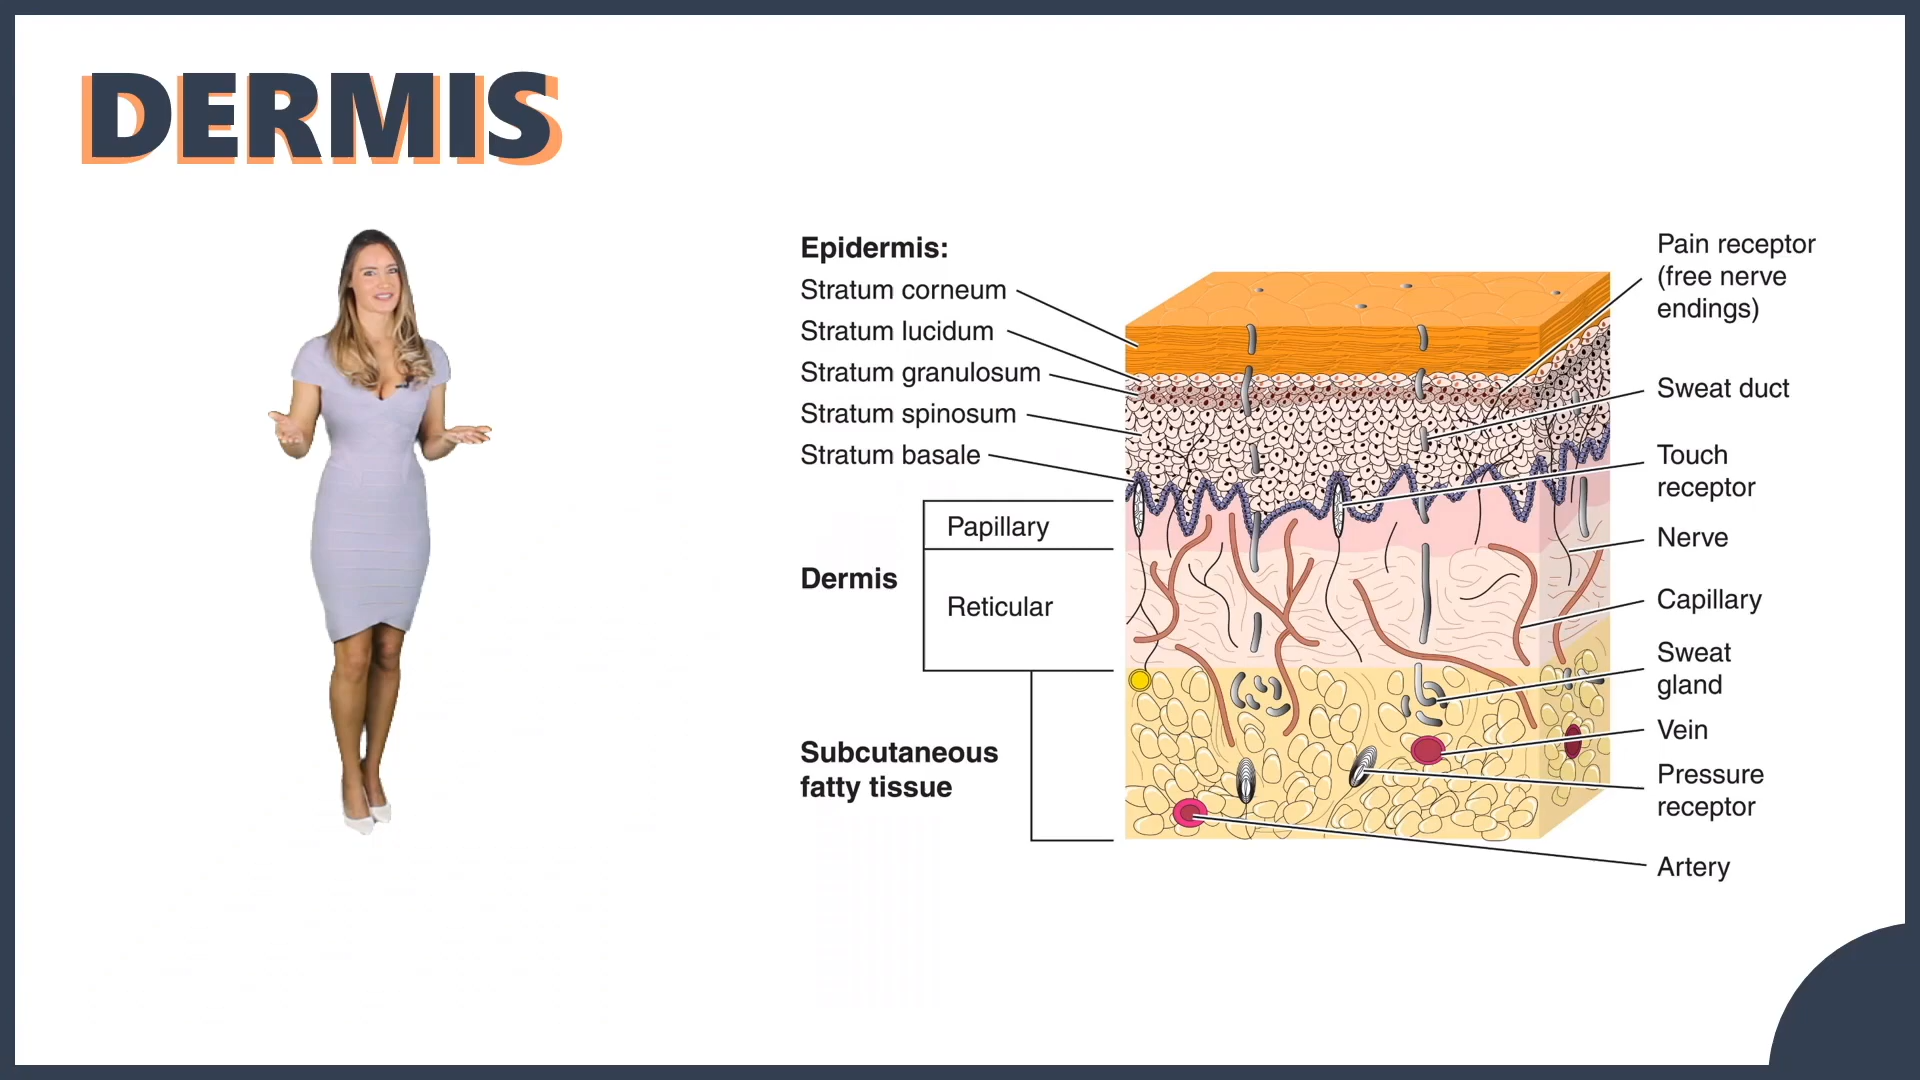 DERMIS
Epidermis:
Stratum corneum
Stratum lucidum
Stratum granulosum
Stratum spinosum
Stratum basale
Papillary
Dermis
Reticular
Subcutaneous
fatty tissue
Pain receptor
(free nerve
endings)
Sweat duct
Touch
receptor
Nerve
Capillary
Sweat
gland
Vein
Pressure
receptor
Artery